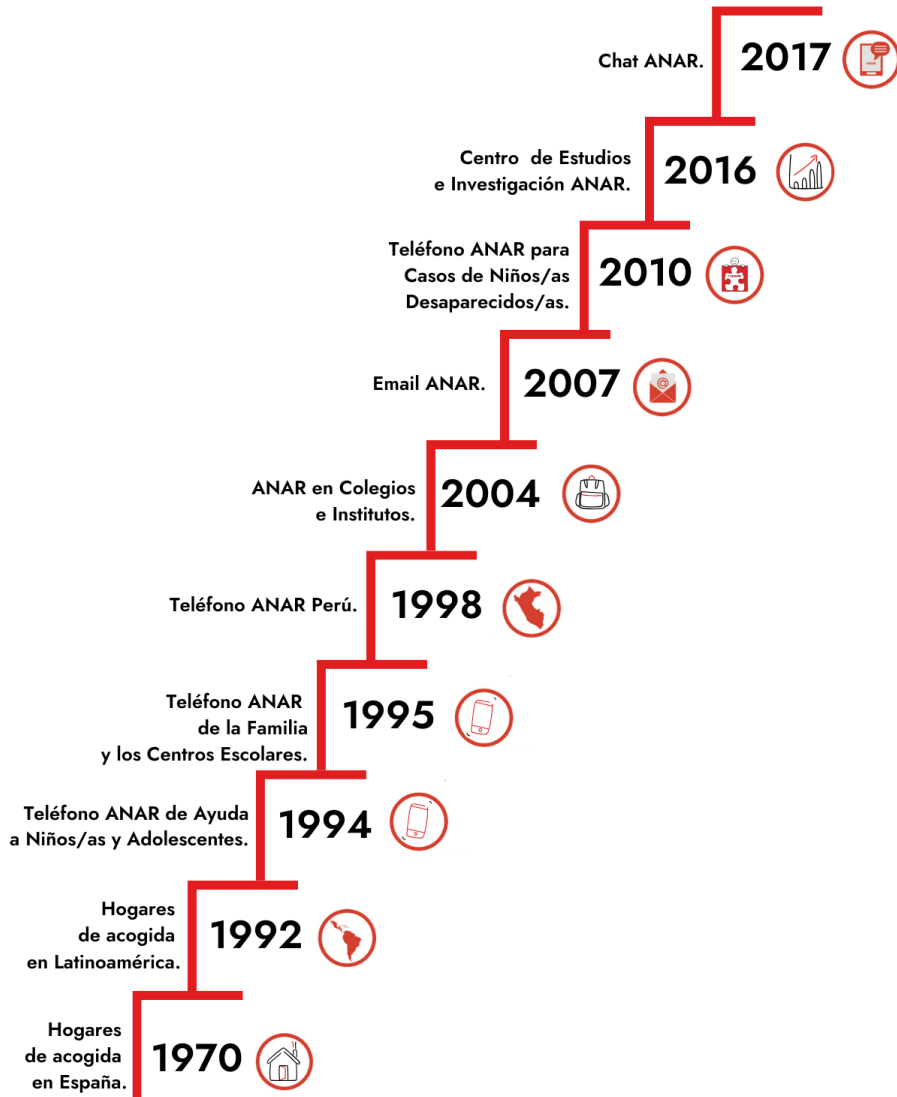 Chat ANAR.
2017
Centro de Estudios
e Investigación ANAR.
2016
Teléfono ANAR para
Casos de Niños/as
Desaparecidos/as.
2010
Email ANAR.
2007
@
ANAR en Colegios
e Institutos.
2004
Teléfono ANAR Perú.
1998
Teléfono ANAR
de la Familia
y los Centros Escolares.
1995
Teléfono ANAR de Ayuda
a Niños/as y Adolescentes.
1994
Hogares
de acogida
en Latinoamérica.
1992
Hogares
de acogida
en España.
1970